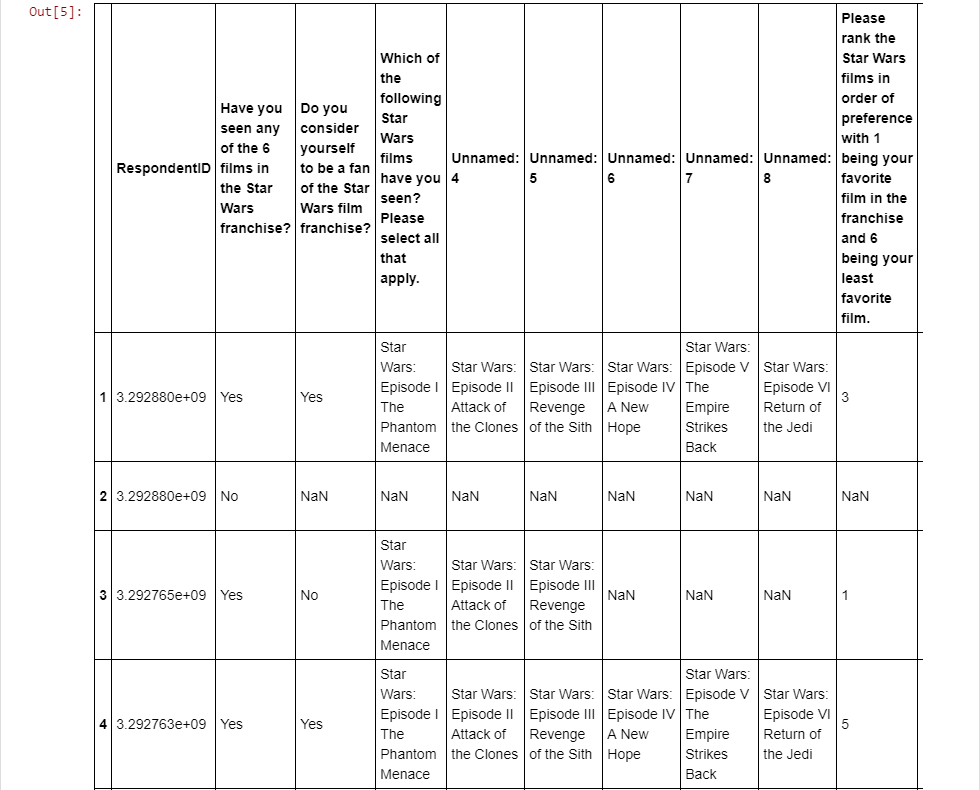 Out[5]:
RespondentID
Have you
seen any
of the 6
films in
the Star
Wars
franchise?
Do you
consider
yourself
to be a fan
of the Star
Wars film
franchise?
Which of
the
following
Star
Wars
films
have you
seen?
Please
select all
that
apply.
Unnamed:
4
Unnamed:
5
Unnamed:
6
Unnamed:
7
Unnamed:
8
Please
rank the
Star Wars
films in
order of
preference
with 1
being your
favorite
film in the
franchise
and 6
being your
least
favorite
film.
1
3.292880e+09
Yes
Yes
Star
Wars:
Episode I
The
Phantom
Menace
Star Wars:
Episode II
Attack of
the Clones
Star Wars:
Episode III
Revenge
of the Sith
Star Wars:
Episode IV
A New
Hope
Star Wars:
Episode V
The
Empire
Strikes
Back
Star Wars:
Episode VI
Return of
the Jedi
3
2
3.292880e+09
No
NaN
NaN
NaN
NaN
NaN
NaN
NaN
NaN
3
3.292765e+09
Yes
No
Star
Wars:
Episode I
The
Phantom
Menace
Star Wars:
Episode II
Attack of
the Clones
Star Wars:
Episode III
Revenge
of the Sith
NaN
NaN
NaN
1
4
3.292763e+09
Yes
Yes
Star
Wars:
Episode I
The
Phantom
Menace
Star Wars:
Episode II
Attack of
the Clones
Star Wars:
Episode III
Revenge
of the Sith
Star Wars:
Episode IV
A New
Hope
Star Wars:
Episode V
The
Empire
Strikes
Back
Star Wars:
Episode VI
Return of
the Jedi
5